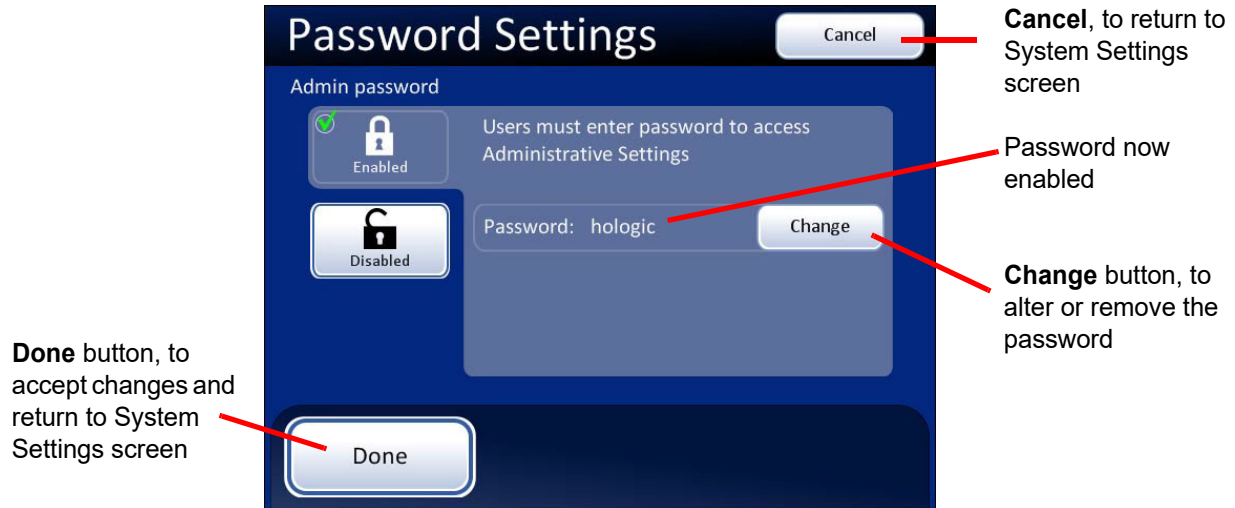 Password Settings
Cancel
Admin password
Enabled
Users must enter password to access
Administrative Settings
Disabled
Password: hologic
Change
Done
Cancel, to return to
System Settings
screen
Password now
enabled
Change button, to
alter or remove the
password
Done button, to
accept changes and
return to System
Settings screen